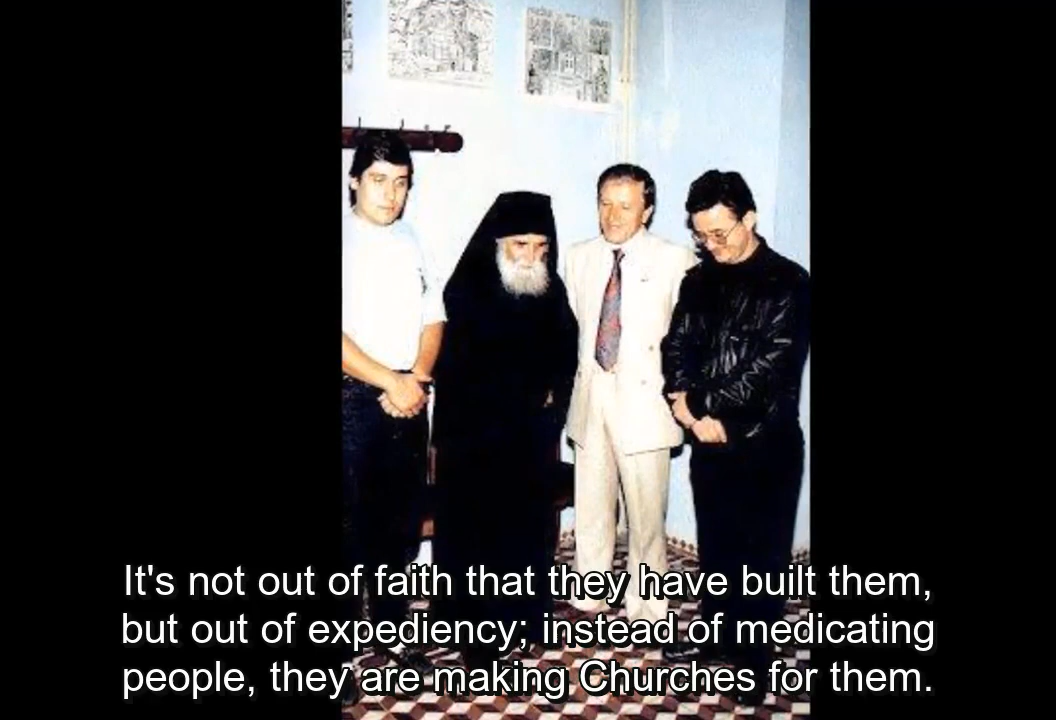 It's not out of faith that they have built them,
but out of expediency; instead of medicating
people, they are making Churches for them.